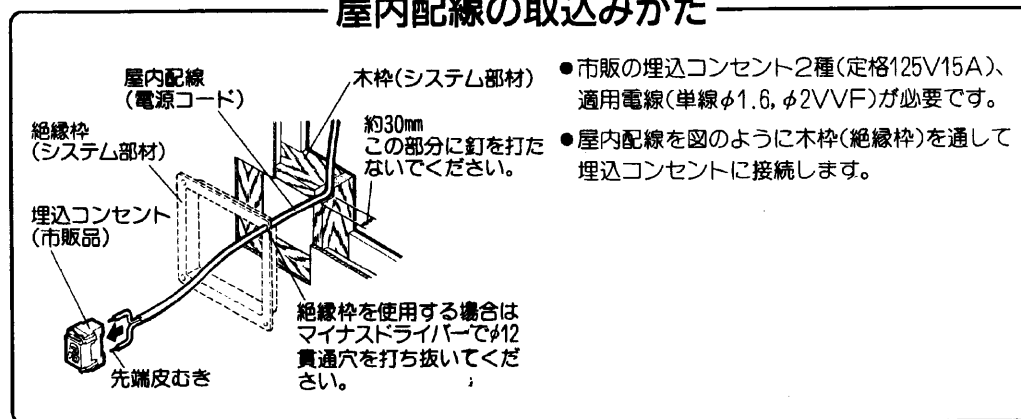 屋内配線の取込みかた
屋内配線
(電源コード)
木枠(システム部材)
絶縁枠
(システム部材)
約30mm
この部分に釘を打た
ないでください。
埋込コンセント
(市販品)
絶縁枠を使用する場合は
マイナスドライバーでφ12
貫通穴を打ち抜いてくだ
さい。
先端皮むき
●市販の埋込コンセント2種(定格125V15A)、
適用電線(単線φ1.6,φ2VVF)が必要です。
●屋内配線を図のように木枠(絶縁枠)を通して
埋込コンセントに接続します。